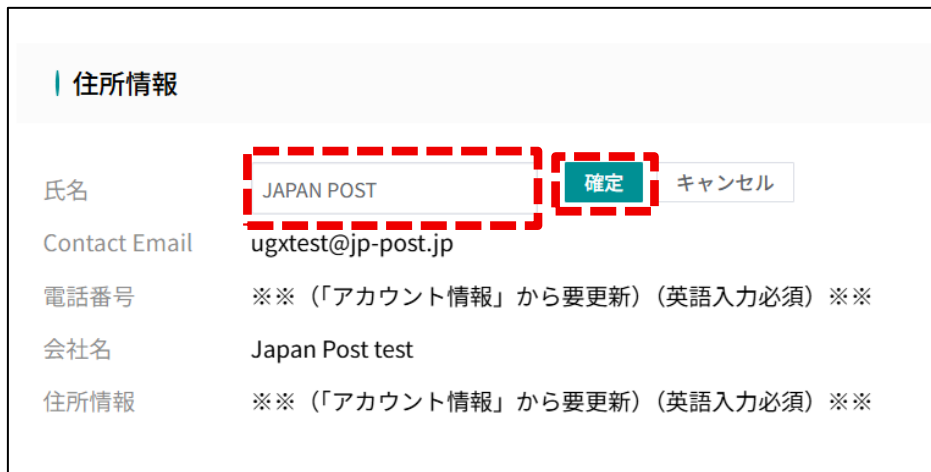 住所情報
氏名 JAPAN POST 確定 キャンセル
Contact Email ugxtest@jp-post.jp
電話番号 ※※（「アカウント情報」から要更新）（英語入力必須）※※
会社名 Japan Post test
住所情報 ※※（「アカウント情報」から要更新）（英語入力必須）※※